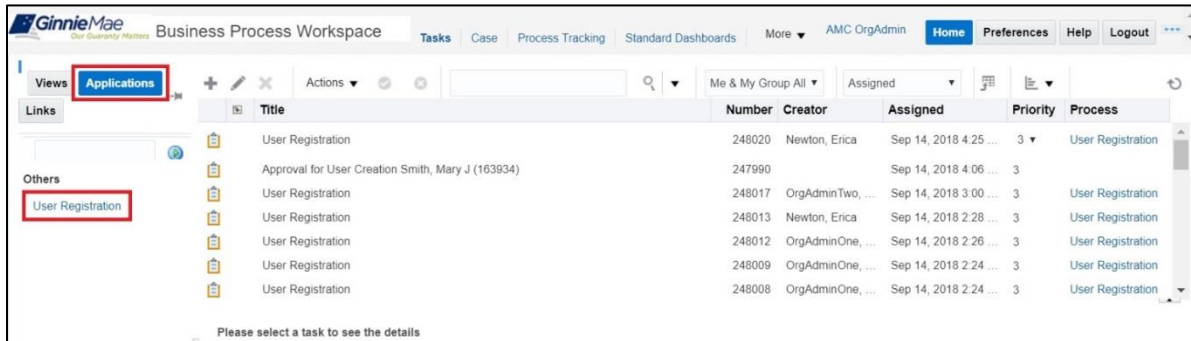 GinnieMae Business Process Workspace Tasks Case Process Tracking Standard Dashboards More AMC OrgAdmin Home Preferences Help Logout
Our Guaranty Matters
Views Applications Actions Me & My Group All Assigned
Links Title Number Creator Assigned Priority Process
User Registration 248020 Newton, Erica Sep 14, 2018 4:25 ... 3 User Registration
Approval for User Creation Smith, Mary J (163934) 247990 Sep 14, 2018 4:06 ... 3
Others
User Registration 248017 OrgAdminTwo, ... Sep 14, 2018 3:00 ... 3 User Registration
User Registration
User Registration 248013 Newton, Erica Sep 14, 2018 2:28 ... 3 User Registration
User Registration 248012 OrgAdminOne, ... Sep 14, 2018 2:26 ... 3 User Registration
User Registration 248009 OrgAdminOne, ... Sep 14, 2018 2:24 ... 3 User Registration
User Registration 248008 OrgAdminOne, ... Sep 14, 2018 2:24 ... 3 User Registration
Please select a task to see the details